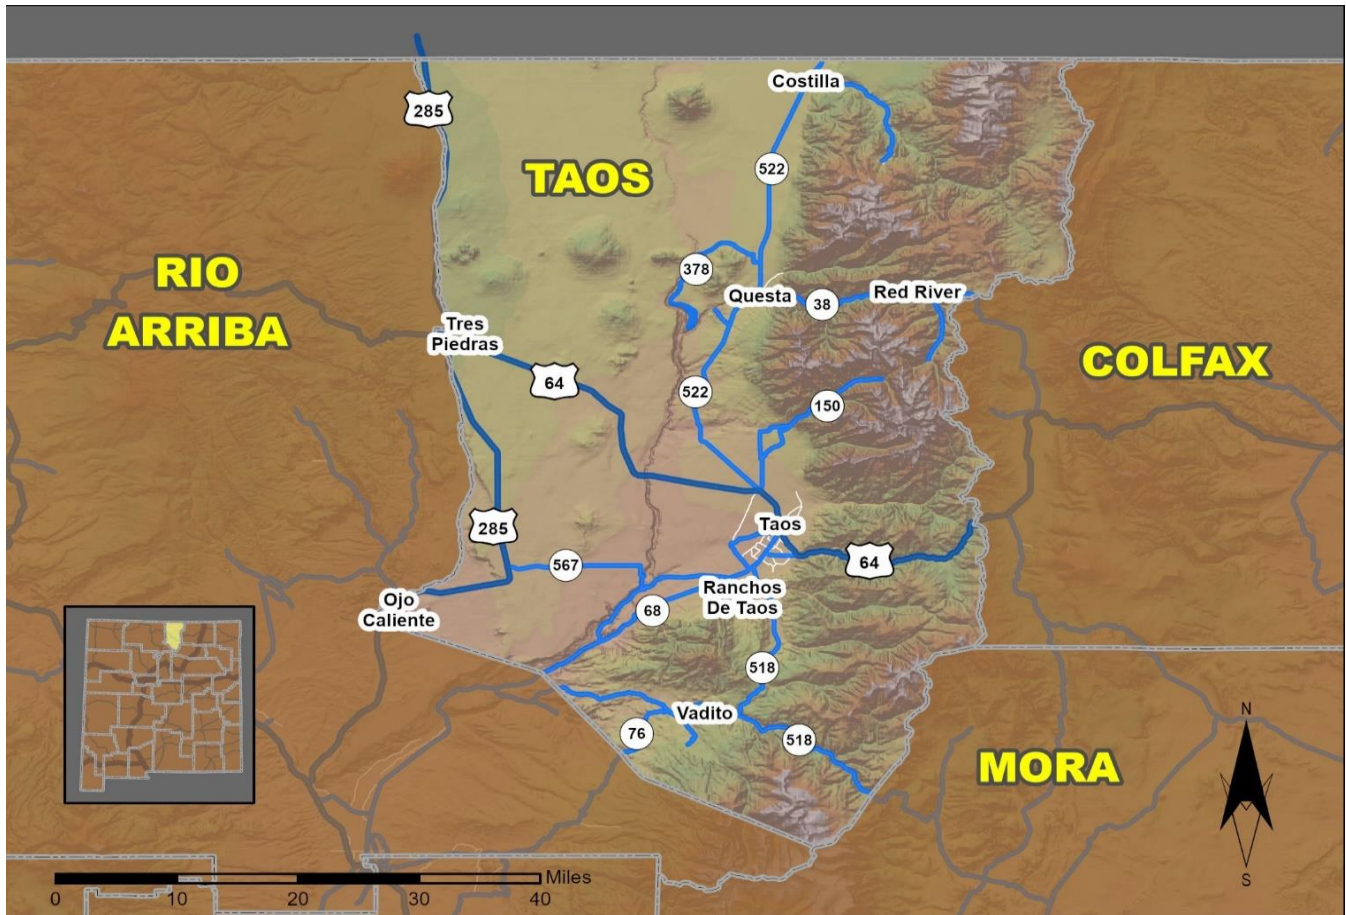 Costilla
285
522
TAOS
RIO
ARRIBA
378
Questa
38
Red River
Tres
Piedras
COLFAX
64
522
150
285
Taos
64
567
Ranchos
De Taos
Ojo
Caliente
68
518
Vadito
76
518
MORA
N
S
Miles
0
10
20
30
40